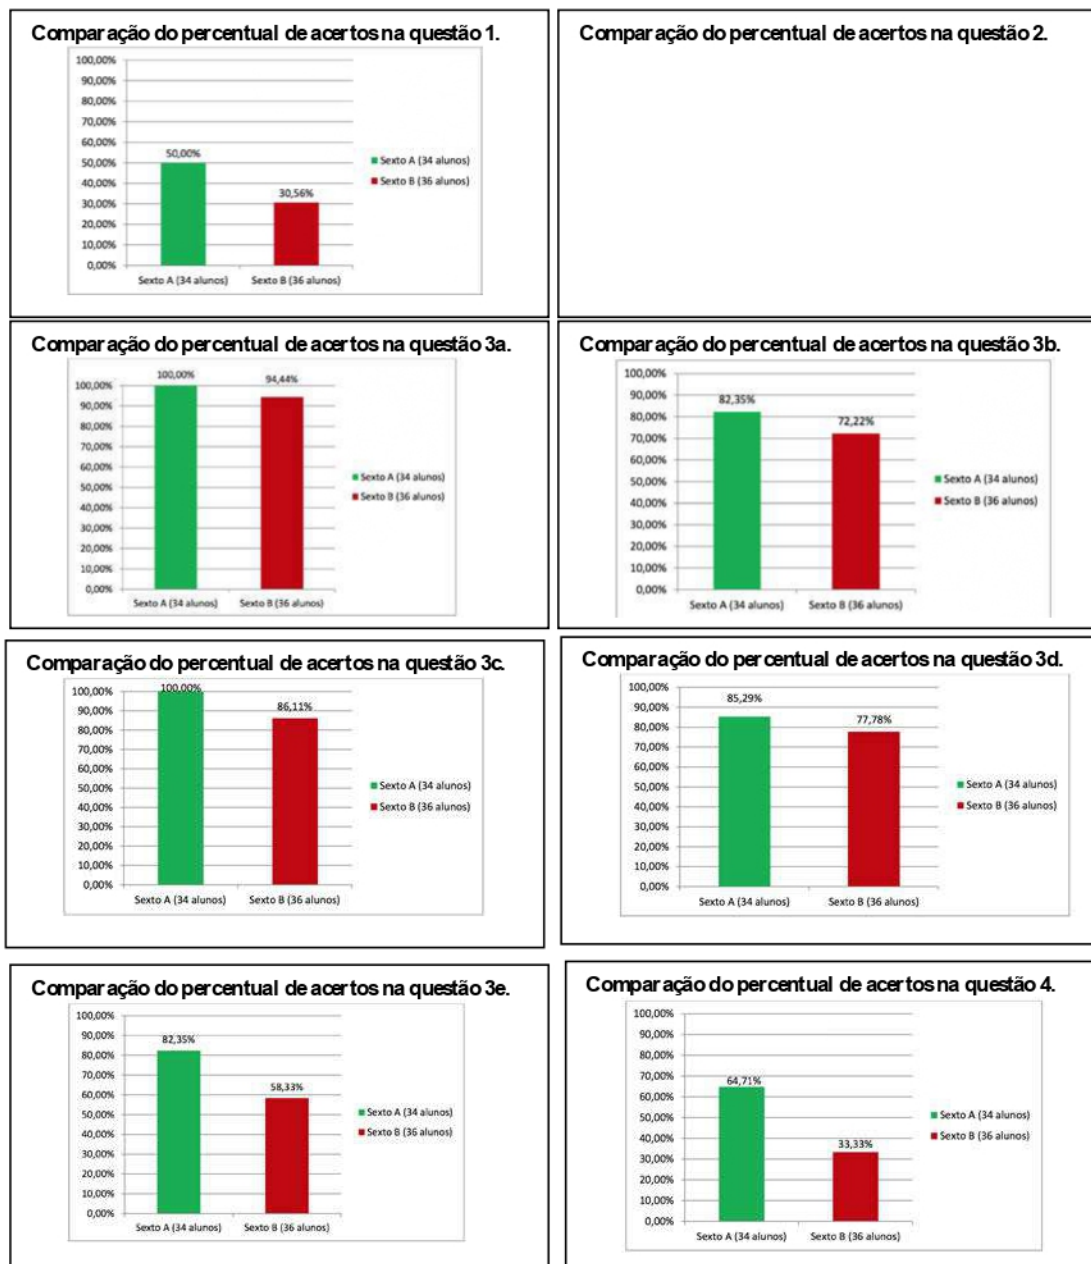 Comparação do percentual de acertos na questão 1.
100,00%
90,00%
80,00%
70,00%
60,00%
50,00%
40,00%
30,00%
20,00%
10,00%
0,00%
50,00%
30,56%
Sexto A (34 alunos)
Sexto B (36 alunos)
Sexto A (34 alunos)
Sexto B (36 alunos)
Comparação do percentual de acertos na questão 2.
Comparação do percentual de acertos na questão 3a.
100,00%
90,00%
80,00%
70,00%
60,00%
50,00%
40,00%
30,00%
20,00%
10,00%
0,00%
100,00%
94,44%
Sexto A (34 alunos)
Sexto B (36 alunos)
Sexto A (34 alunos)
Sexto B (36 alunos)
Comparação do percentual de acertos na questão 3b.
100,00%
90,00%
80,00%
70,00%
60,00%
50,00%
40,00%
30,00%
20,00%
10,00%
0,00%
82,35%
72,22%
Sexto A (34 alunos)
Sexto B (36 alunos)
Sexto A (34 alunos)
Sexto B (36 alunos)
Comparação do percentual de acertos na questão 3c.
100,00%
90,00%
80,00%
70,00%
60,00%
50,00%
40,00%
30,00%
20,00%
10,00%
0,00%
100,00%
86,11%
Sexto A (34 alunos)
Sexto B (36 alunos)
Sexto A (34 alunos)
Sexto B (36 alunos)
Comparação do percentual de acertos na questão 3d.
100,00%
90,00%
80,00%
70,00%
60,00%
50,00%
40,00%
30,00%
20,00%
10,00%
0,00%
85,29%
77,78%
Sexto A (34 alunos)
Sexto B (36 alunos)
Sexto A (34 alunos)
Sexto B (36 alunos)
Comparação do percentual de acertos na questão 3e.
100,00%
90,00%
80,00%
70,00%
60,00%
50,00%
40,00%
30,00%
20,00%
10,00%
0,00%
82,35%
58,33%
Sexto A (34 alunos)
Sexto B (36 alunos)
Sexto A (34 alunos)
Sexto B (36 alunos)
Comparação do percentual de acertos na questão 4.
100,00%
90,00%
80,00%
70,00%
60,00%
50,00%
40,00%
30,00%
20,00%
10,00%
0,00%
64,71%
33,33%
Sexto A (34 alunos)
Sexto B (36 alunos)
Sexto A (34 alunos)
Sexto B (36 alunos)